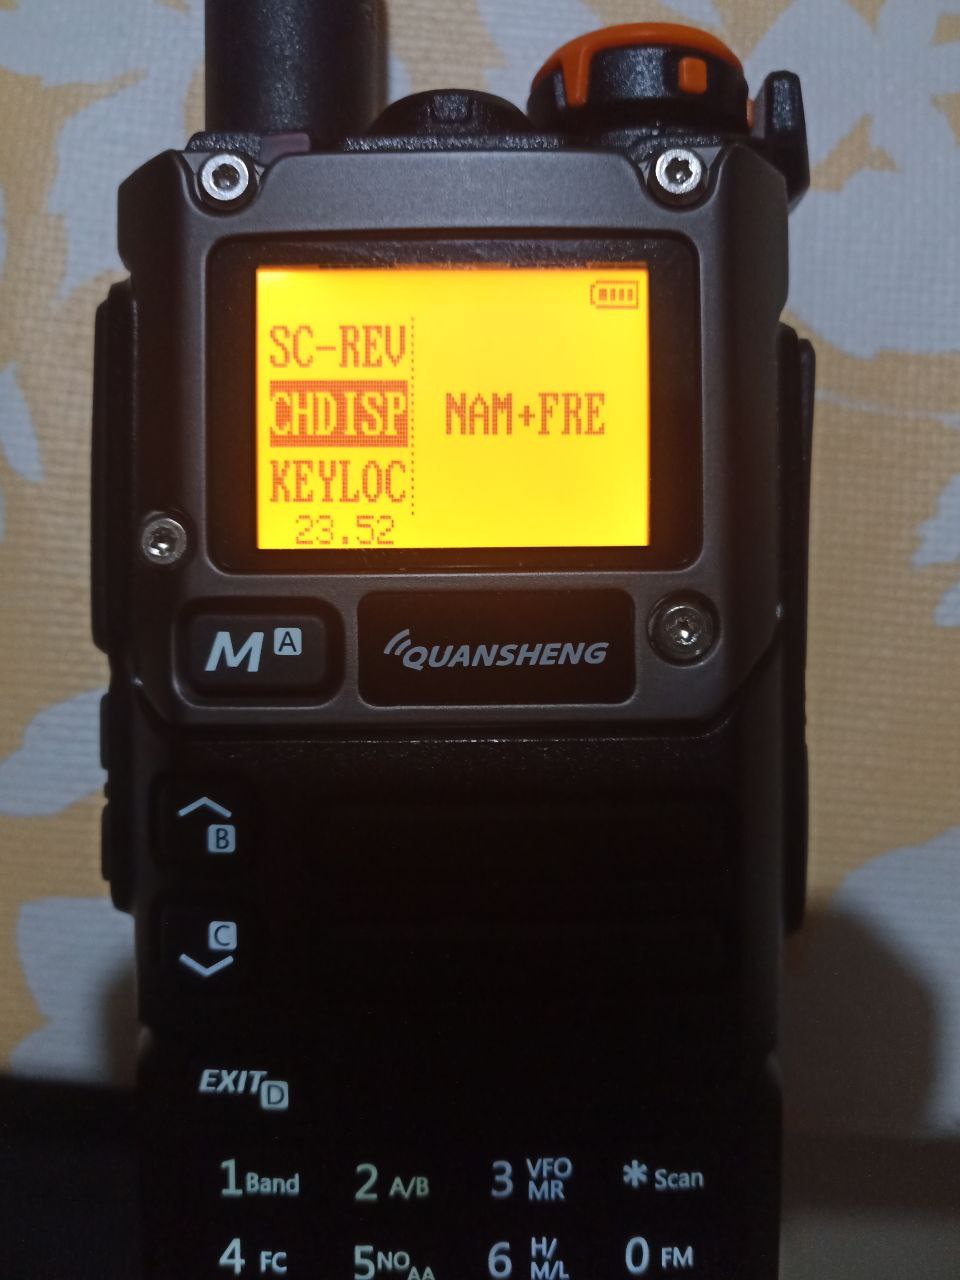 SC-REV
CHDISP
NAM+FRE
KEYLOC
23.52
M A
QUANSHENG
B
C
EXIT D
1 Band 2 A/B 3 VFO MR * Scan
4 FC 5 NO AA 6 H/ M/L 0 FM